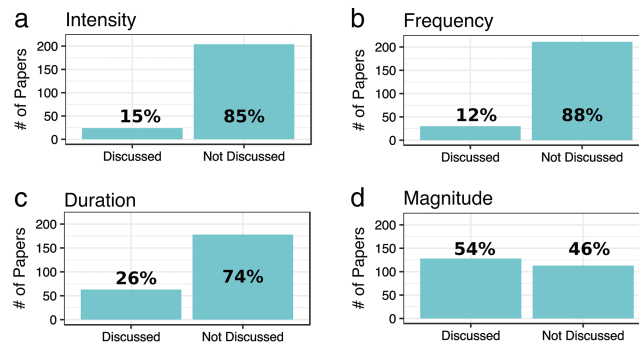 a Intensity
# of Papers
200
150
100
50
0
15%
85%
Discussed Not Discussed
b Frequency
# of Papers
200
150
100
50
0
12%
88%
Discussed Not Discussed
c Duration
# of Papers
200
150
100
50
0
26%
74%
Discussed Not Discussed
d Magnitude
# of Papers
200
150
100
50
0
54%
46%
Discussed Not Discussed